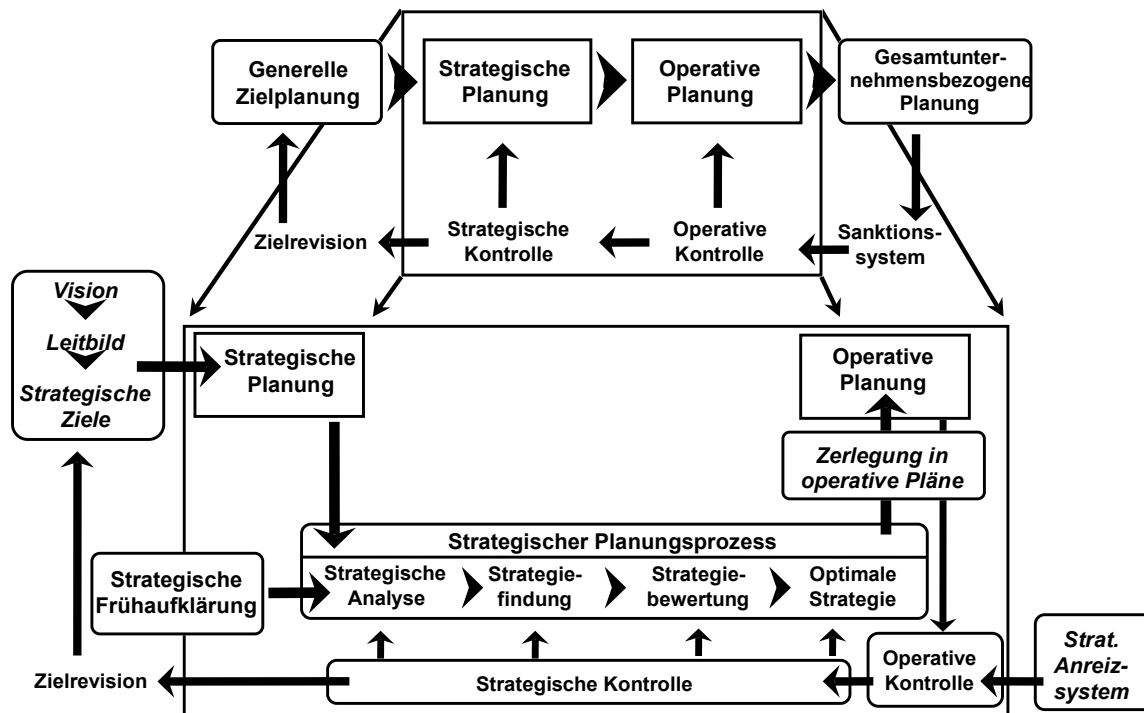 Generelle
Zielplanung
Strategische
Planung
Operative
Planung
Gesamtunter-
nehmensbezogene
Planung
Zielrevision
Strategische
Kontrolle
Operative
Kontrolle
Sanktions-
system
Vision
Leitbild
Strategische
Ziele
Strategische
Planung
Operative
Planung
Zerlegung in
operative Pläne
Strategischer Planungsprozess
Strategische
Frühaufklärung
Strategische
Analyse
Strategie-
findung
Strategie-
bewertung
Optimale
Strategie
Zielrevision
Strategische Kontrolle
Operative
Kontrolle
Strat.
Anreiz-
system